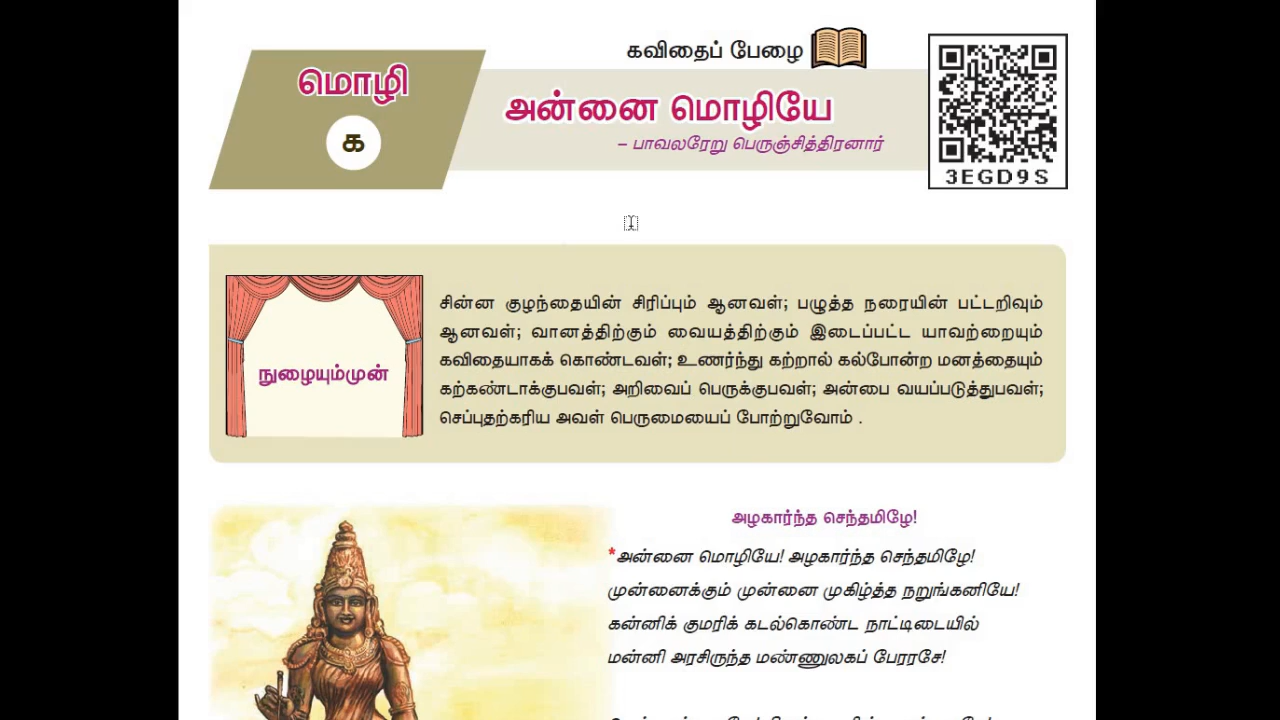 கவிதைப் பேழை
மொழி
க
அன்னை மொழியே
– பாவலரேறு பெருஞ்சித்திரனார்
3EGD9S
நுழையும்முன்
சின்ன குழந்தையின் சிரிப்பும் ஆனவள்; பழுத்த நரையின் பட்டறிவும்
ஆனவள்; வானத்திற்கும் வையத்திற்கும் இடைப்பட்ட யாவற்றையும்
கவிதையாகக் கொண்டவள்; உணர்ந்து கற்றால் கல்போன்ற மனத்தையும்
கற்கண்டாக்குபவள்; அறிவைப் பெருக்குபவள்; அன்பை வயப்படுத்துபவள்;
செப்புதற்கரிய அவள் பெருமையைப் போற்றுவோம் .
அழகார்ந்த செந்தமிழே!
*அன்னை மொழியே! அழகார்ந்த செந்தமிழே!
முன்னைக்கும் முன்னை முகிழ்த்த நறுங்கனியே!
கன்னிக் குமரிக் கடல்கொண்ட நாட்டிடையில்
மன்னி அரசிருந்த மண்ணுலகப் பேரரசே!